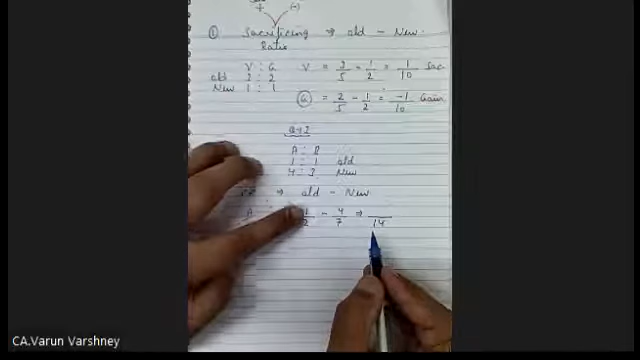 + (-)
① Sacrificing ⇒ old - New
Ratio
V : G V = 3/5 - 1/2 = 1/10 Sac
old 3 : 2
New 1 : 1 G = 2/5 - 1/2 = -1/10 Gain
A : B
1 : 1 old
4 : 3 New
⇒ old - New
A 1/2 - 4/7 ⇒ /14
CA.Varun Varshney